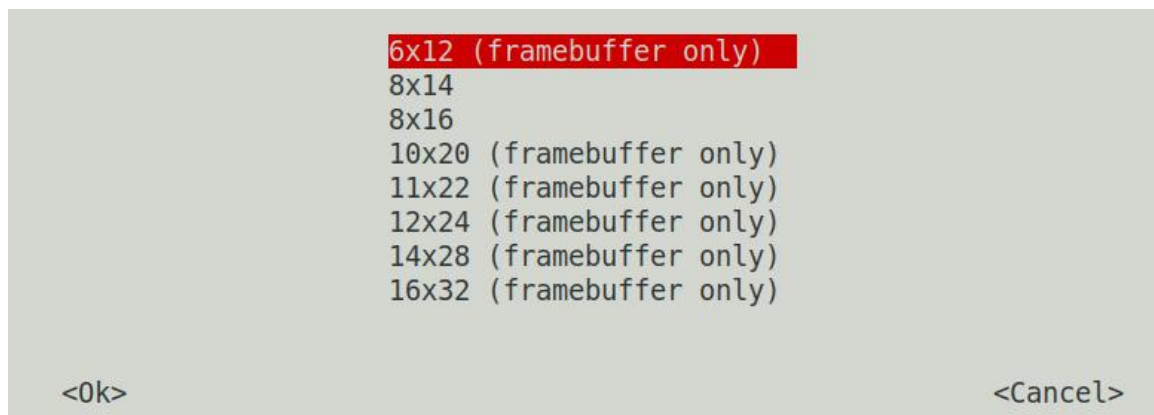 6x12 (framebuffer only)
8x14
8x16
10x20 (framebuffer only)
11x22 (framebuffer only)
12x24 (framebuffer only)
14x28 (framebuffer only)
16x32 (framebuffer only)
<Ok> <Cancel>